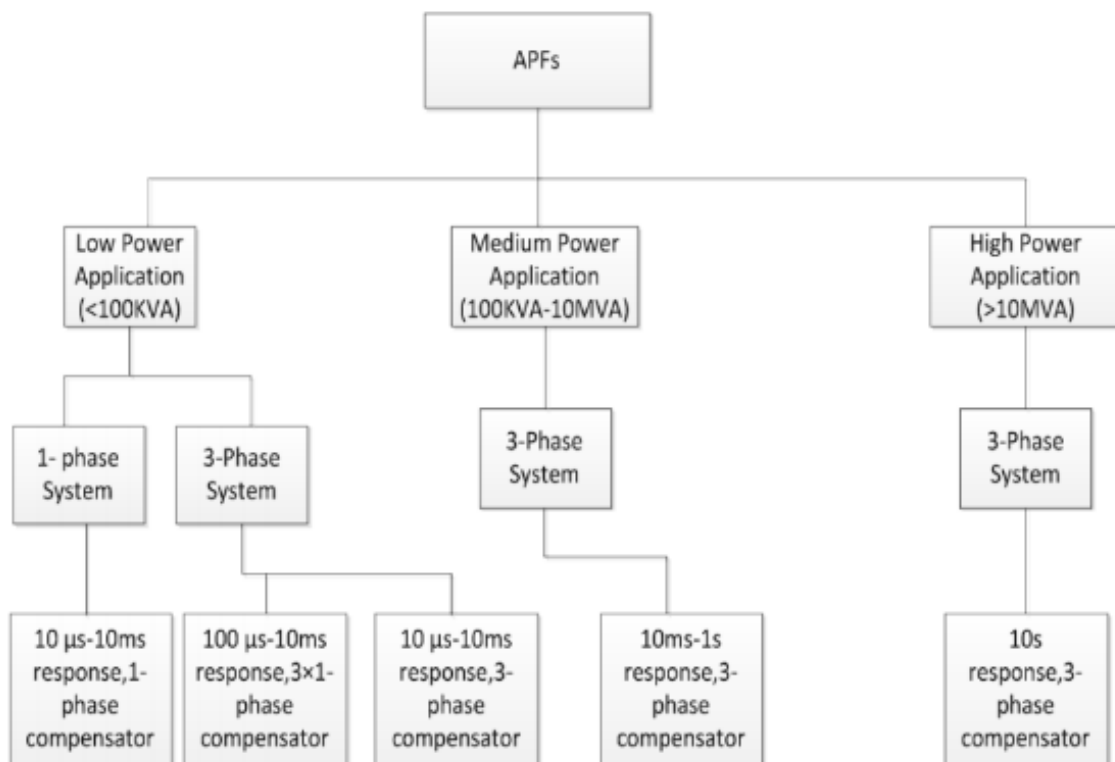 APFs
Low Power
Application
(<100KVA)
Medium Power
Application
(100KVA-10MVA)
High Power
Application
(>10MVA)
1- phase
System
3-Phase
System
3-Phase
System
3-Phase
System
10 µs-10ms
response,1-
phase
compensator
100 µs-10ms
response,3×1-
phase
compensator
10 µs-10ms
response,3-
phase
compensator
10ms-1s
response,3-
phase
compensator
10s
response,3-
phase
compensator